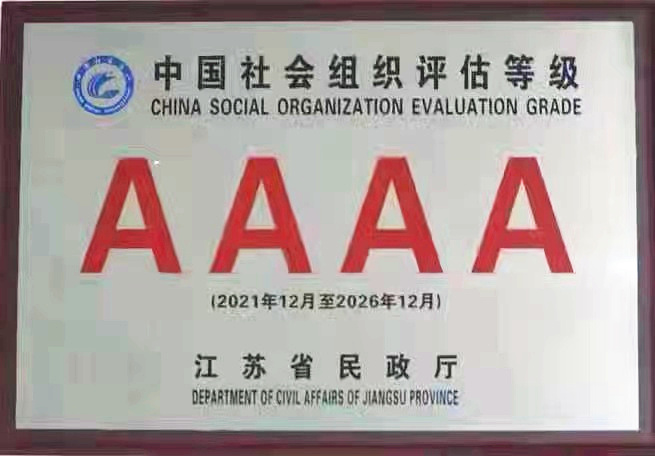 中国社会组织评估等级
CHINA SOCIAL ORGANIZATION EVALUATION GRADE
AAAA
(2021年12月至2026年12月)
江苏省民政厅
DEPARTMENT OF CIVIL AFFAIRS OF JIANGSU PROVINCE